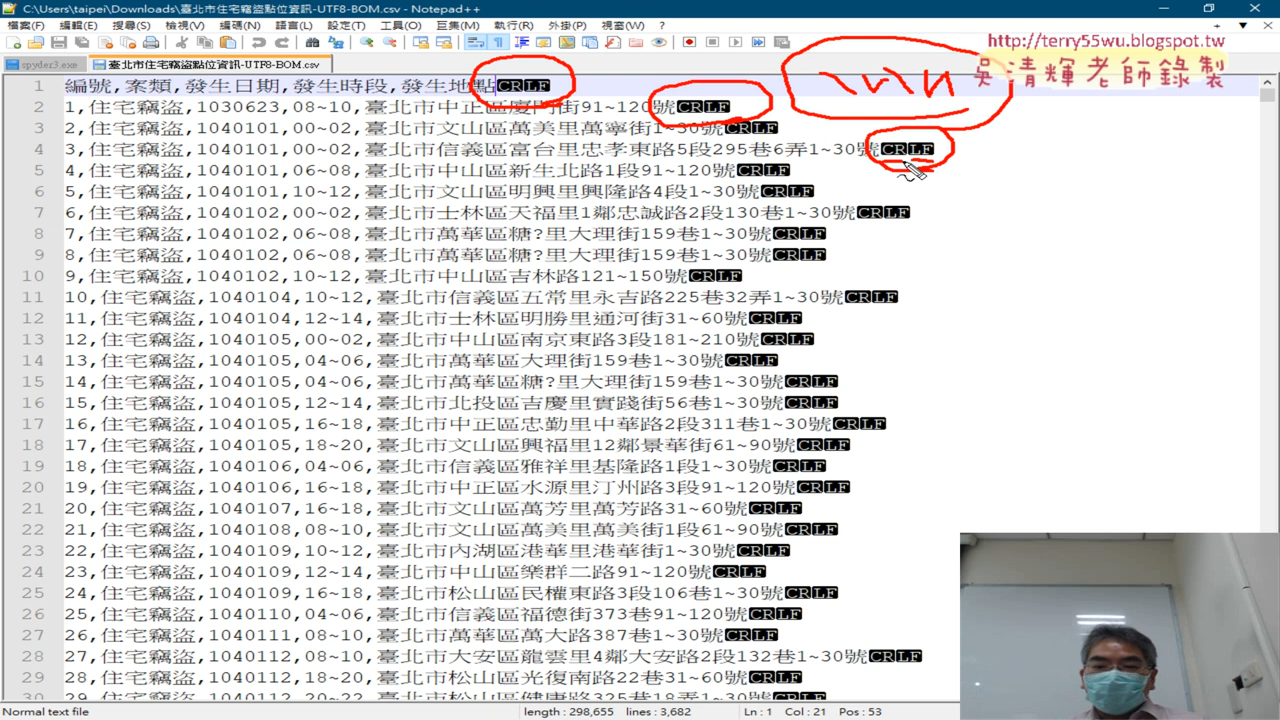 C:\Users\taipei\Downloads\臺北市住宅竊盜點位資訊-UTF8-BOM.csv - Notepad++
檔案(F) 編輯(E) 搜尋(S) 檢視(V) 編碼(N) 語言(L) 設定(T) 工具(O) 巨集(M) 執行(R) 外掛(P) 視窗(W) ?
http://terry55wu.blogspot.tw
吳清輝老師錄製
spyder3.py 臺北市住宅竊盜點位資訊-UTF8-BOM.csv
\r\n
1 編號,案類,發生日期,發生時段,發生地點CRLF
2 1,住宅竊盜,1030623,08~10,臺北市中正區廈門街91~120號CRLF
3 2,住宅竊盜,1040101,00~02,臺北市文山區萬美里萬寧街1~30號CRLF
4 3,住宅竊盜,1040101,00~02,臺北市信義區富台里忠孝東路5段295巷6弄1~30號CRLF
5 4,住宅竊盜,1040101,06~08,臺北市中山區新生北路1段91~120號CRLF
6 5,住宅竊盜,1040101,10~12,臺北市文山區明興里興隆路4段1~30號CRLF
7 6,住宅竊盜,1040102,00~02,臺北市士林區天福里1鄰忠誠路2段130巷1~30號CRLF
8 7,住宅竊盜,1040102,06~08,臺北市萬華區糖?里大理街159巷1~30號CRLF
9 8,住宅竊盜,1040102,06~08,臺北市萬華區糖?里大理街159巷1~30號CRLF
10 9,住宅竊盜,1040102,10~12,臺北市中山區吉林路121~150號CRLF
11 10,住宅竊盜,1040104,10~12,臺北市信義區五常里永吉路225巷32弄1~30號CRLF
12 11,住宅竊盜,1040104,12~14,臺北市士林區明勝里通河街31~60號CRLF
13 12,住宅竊盜,1040105,00~02,臺北市中山區南京東路3段181~210號CRLF
14 13,住宅竊盜,1040105,04~06,臺北市萬華區大理街159巷1~30號CRLF
15 14,住宅竊盜,1040105,04~06,臺北市萬華區糖?里大理街159巷1~30號CRLF
16 15,住宅竊盜,1040105,12~14,臺北市北投區吉慶里實踐街56巷1~30號CRLF
17 16,住宅竊盜,1040105,16~18,臺北市中正區忠勤里中華路2段311巷1~30號CRLF
18 17,住宅竊盜,1040105,18~20,臺北市文山區興福里12鄰景華街61~90號CRLF
19 18,住宅竊盜,1040106,04~06,臺北市信義區雅祥里基隆路1段1~30號CRLF
20 19,住宅竊盜,1040106,16~18,臺北市中正區水源里汀州路3段91~120號CRLF
21 20,住宅竊盜,1040107,16~18,臺北市文山區萬芳里萬芳路31~60號CRLF
22 21,住宅竊盜,1040108,08~10,臺北市文山區萬美里萬美街1段61~90號CRLF
23 22,住宅竊盜,1040109,10~12,臺北市內湖區港華里港華街1~30號CRLF
24 23,住宅竊盜,1040109,12~14,臺北市中山區樂群二路91~120號CRLF
25 24,住宅竊盜,1040109,16~18,臺北市松山區民權東路3段106巷1~30號CRLF
26 25,住宅竊盜,1040110,04~06,臺北市信義區福德街373巷91~120號CRLF
27 26,住宅竊盜,1040111,08~10,臺北市萬華區萬大路387巷1~30號CRLF
28 27,住宅竊盜,1040112,08~10,臺北市大安區龍雲里4鄰大安路2段132巷1~30號CRLF
29 28,住宅竊盜,1040112,18~20,臺北市松山區光復南路22巷31~60號CRLF
30 29,住宅竊盜,1040112,20~22,臺北市松山區健康路325巷18弄1~30號CRLF
Normal text file length : 298,655 lines : 3,682 Ln : 1 Col : 21 Pos : 53